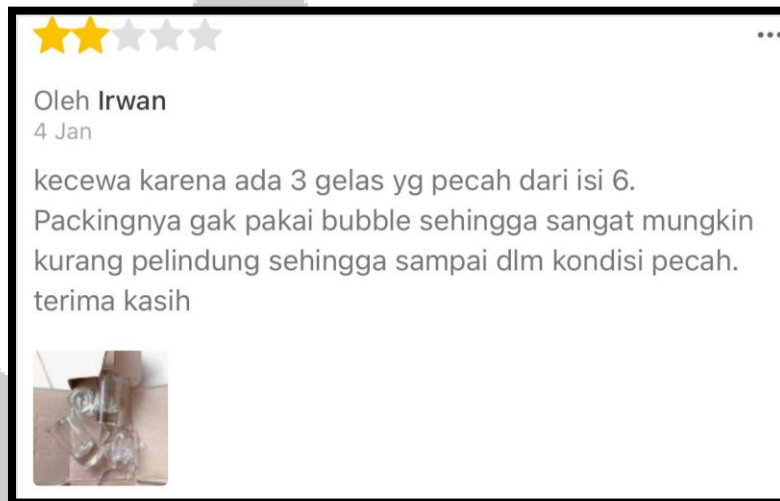 Oleh Irwan
4 Jan
kecewa karena ada 3 gelas yg pecah dari isi 6.
Packingnya gak pakai bubble sehingga sangat mungkin
kurang pelindung sehingga sampai dlm kondisi pecah.
terima kasih